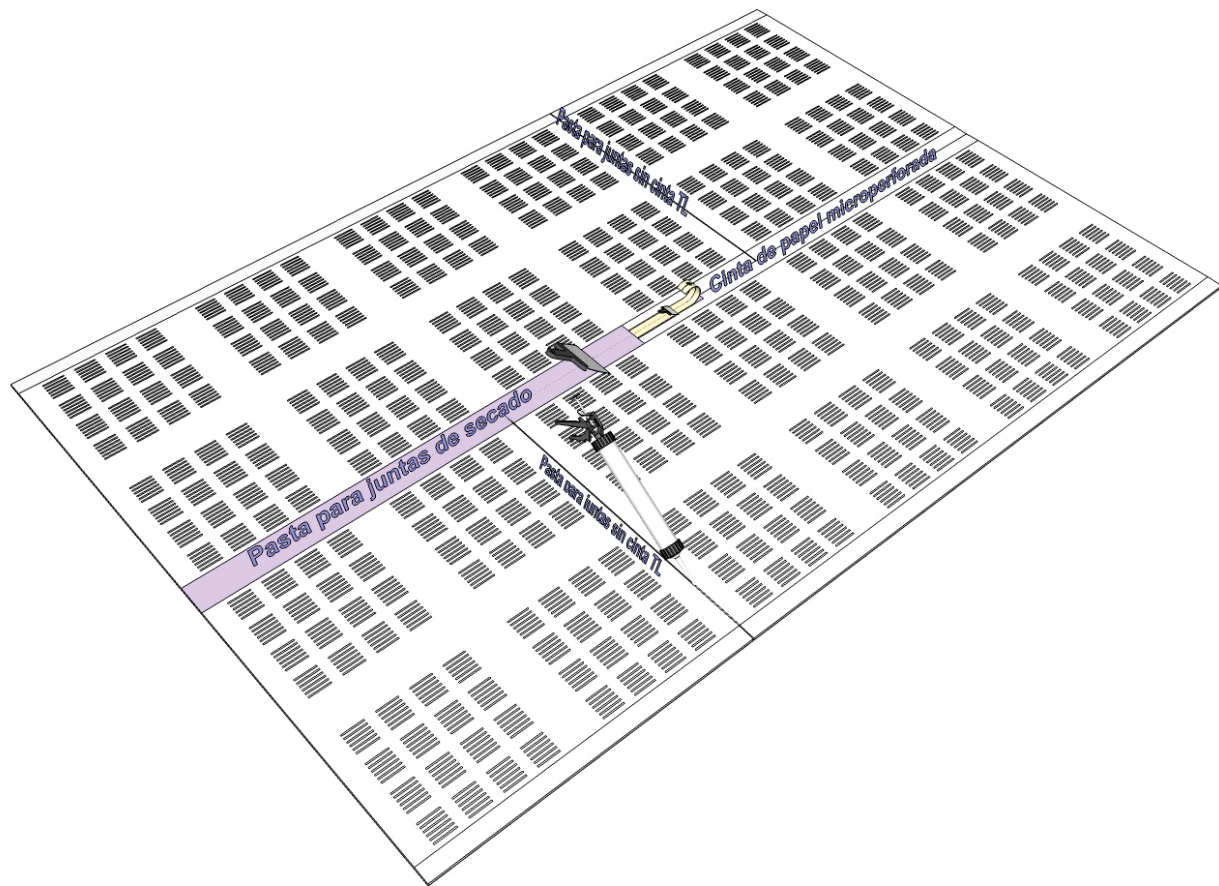 Pasta para juntas sin cinta TL
Cinta de papel microperforada
Pasta para juntas de secado
Pasta para juntas sin cinta TL